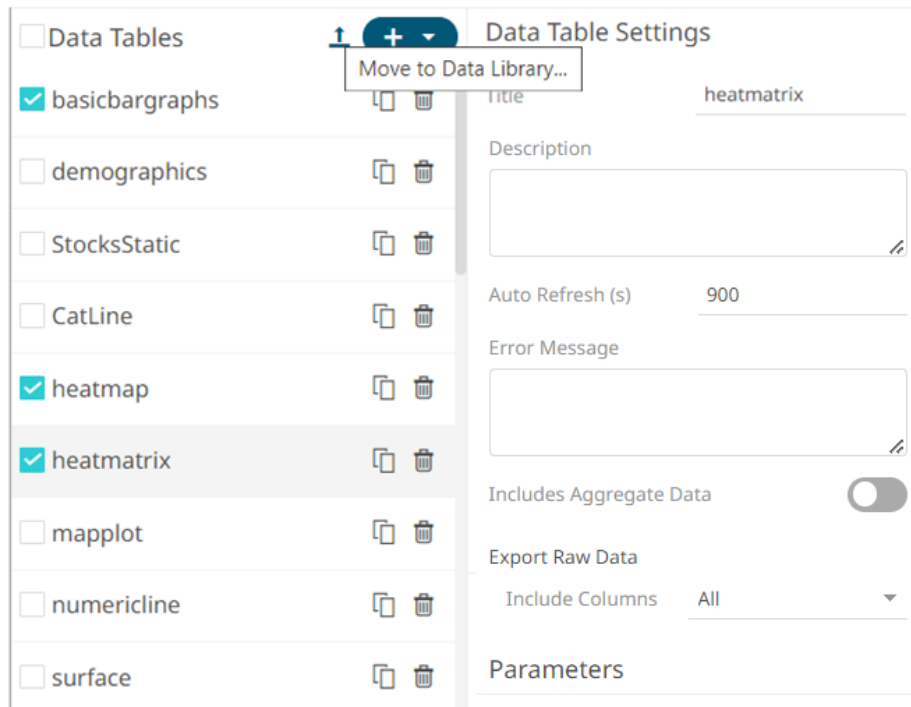 Data Tables
Move to Data Library...
basicbargraphs
demographics
StocksStatic
CatLine
heatmap
heatmatrix
mapplot
numericline
surface
Data Table Settings
Title heatmatrix
Description
Auto Refresh (s) 900
Error Message
Includes Aggregate Data
Export Raw Data
Include Columns All
Parameters